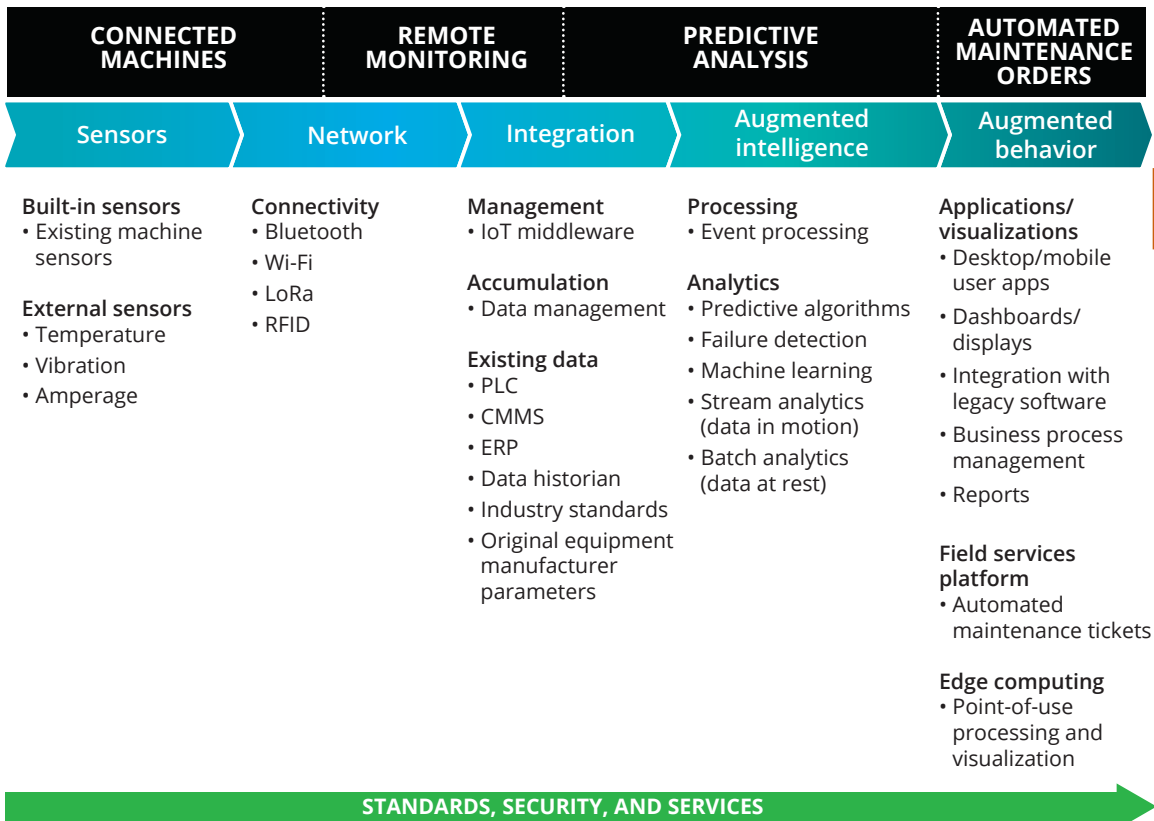 CONNECTED
MACHINES
REMOTE
MONITORING
PREDICTIVE
ANALYSIS
AUTOMATED
MAINTENANCE
ORDERS
Sensors
Network
Integration
Augmented
intelligence
Augmented
behavior
Built-in sensors
• Existing machine
sensors
External sensors
• Temperature
• Vibration
• Amperage
Connectivity
• Bluetooth
• Wi-Fi
• LoRa
• RFID
Management
• IoT middleware
Accumulation
• Data management
Existing data
• PLC
• CMMS
• ERP
• Data historian
• Industry standards
• Original equipment
manufacturer
parameters
Processing
• Event processing
Analytics
• Predictive algorithms
• Failure detection
• Machine learning
• Stream analytics
(data in motion)
• Batch analytics
(data at rest)
Applications/
visualizations
• Desktop/mobile
user apps
• Dashboards/
displays
• Integration with
legacy software
• Business process
management
• Reports
Field services
platform
• Automated
maintenance tickets
Edge computing
• Point-of-use
processing and
visualization
STANDARDS, SECURITY, AND SERVICES